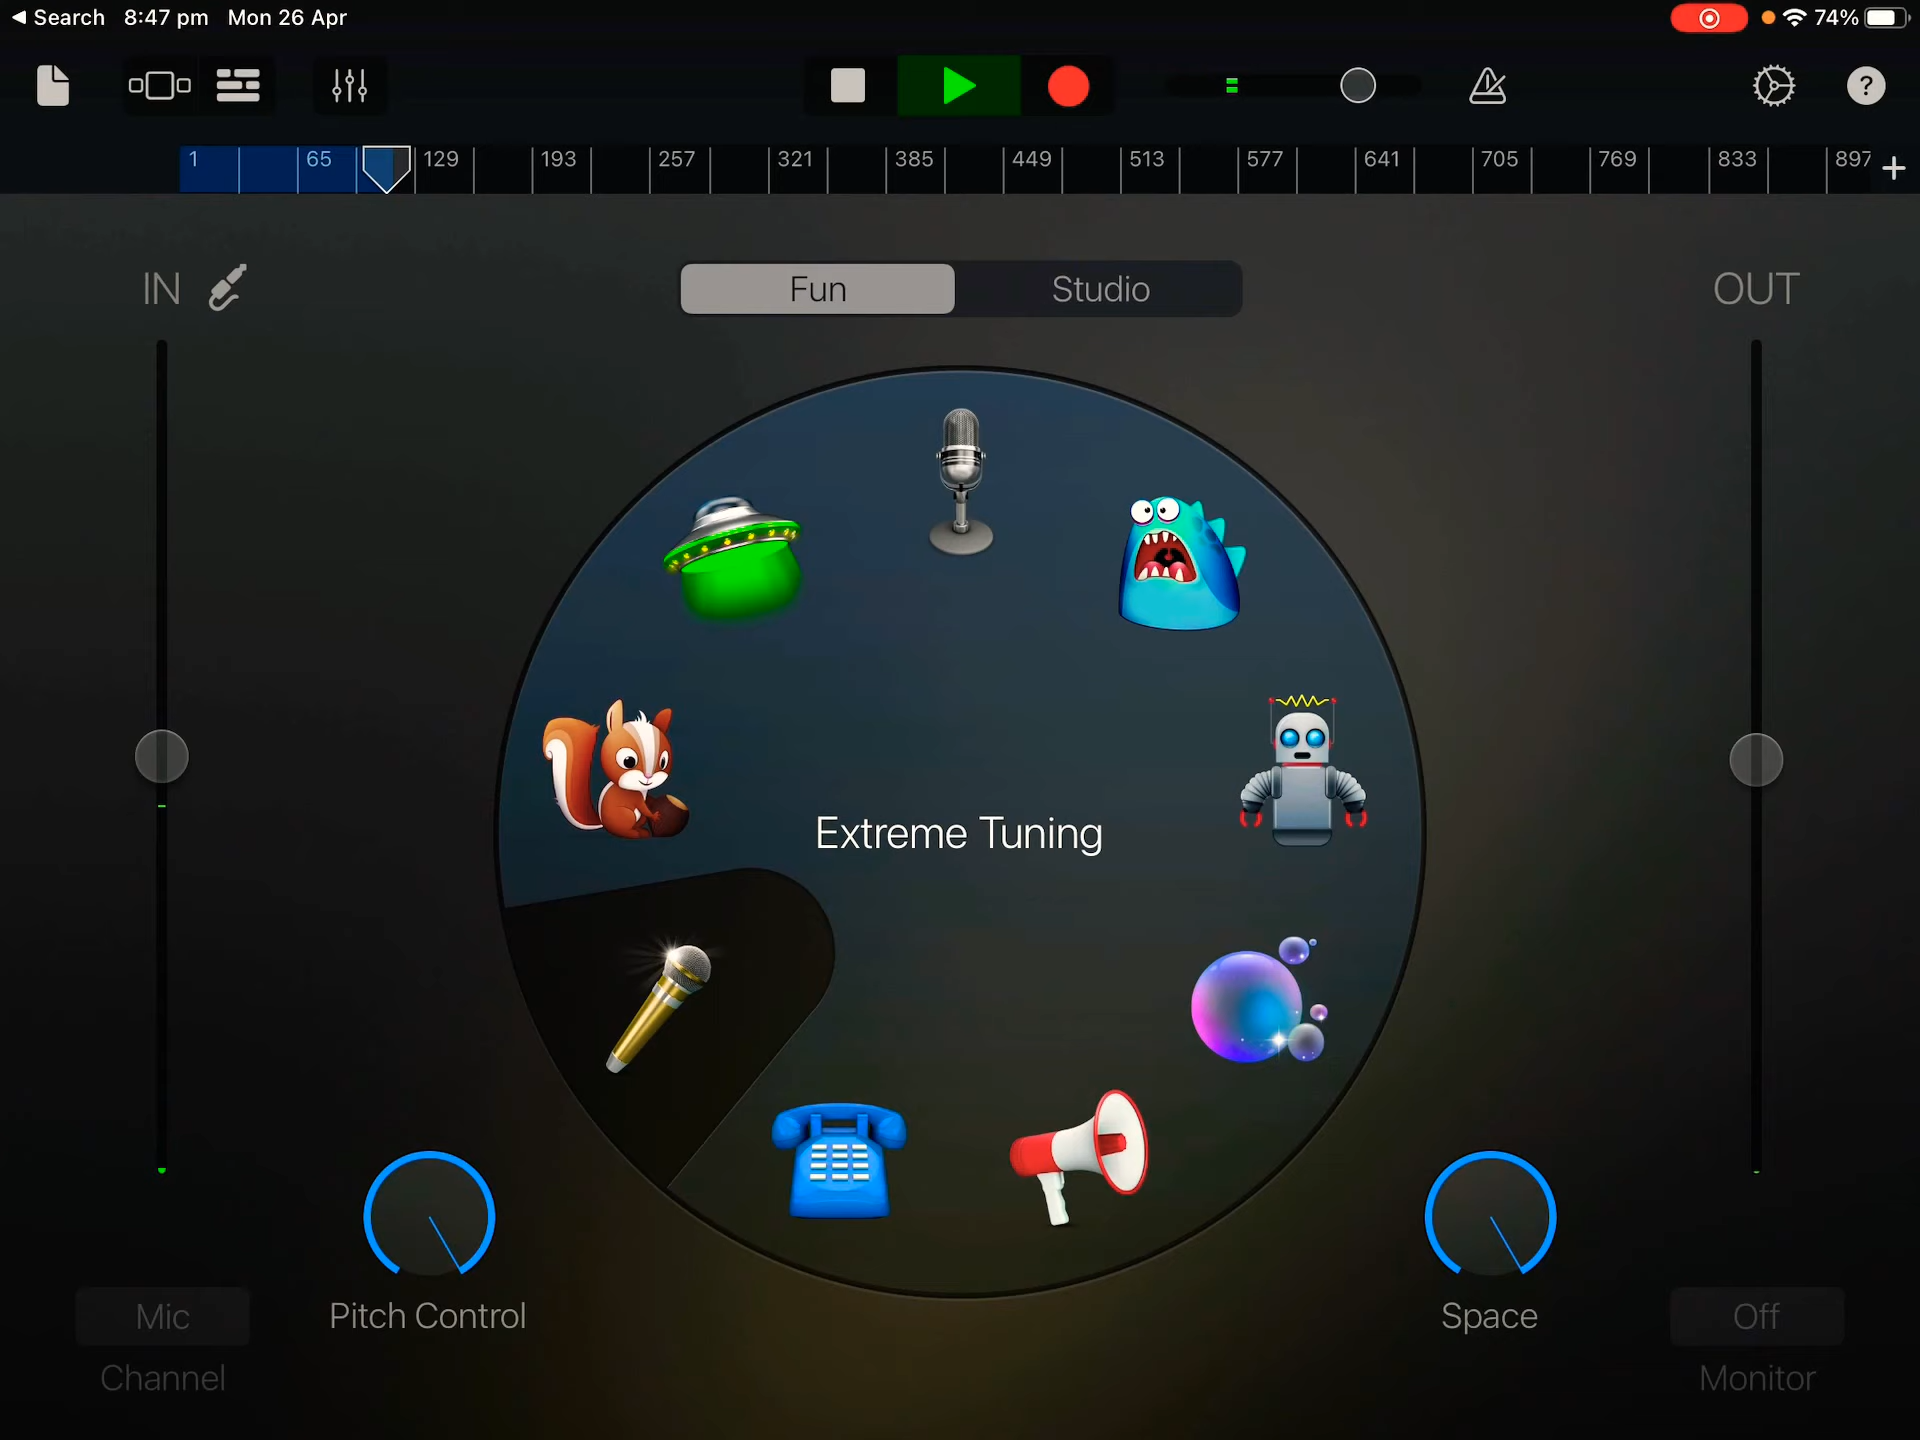 Search 8:47 pm Mon 26 Apr 74%
?
1 65 129 193 257 321 385 449 513 577 641 705 769 833 897 +
IN Fun Studio OUT
Extreme Tuning
Mic Pitch Control Space Off
Channel Monitor